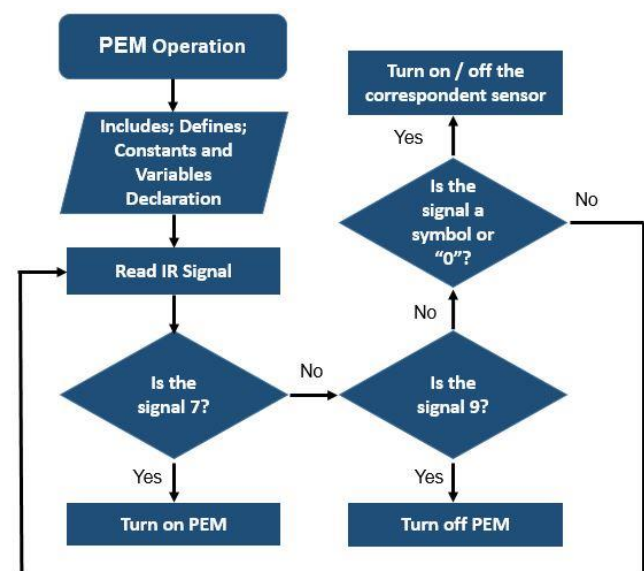 PEM Operation
Includes; Defines;
Constants and
Variables
Declaration
Read IR Signal
Is the
signal 7?
Yes
Turn on PEM
No
Is the
signal 9?
Yes
Turn off PEM
No
Is the
signal a
symbol or
“0”?
Yes
Turn on / off the
correspondent sensor
No